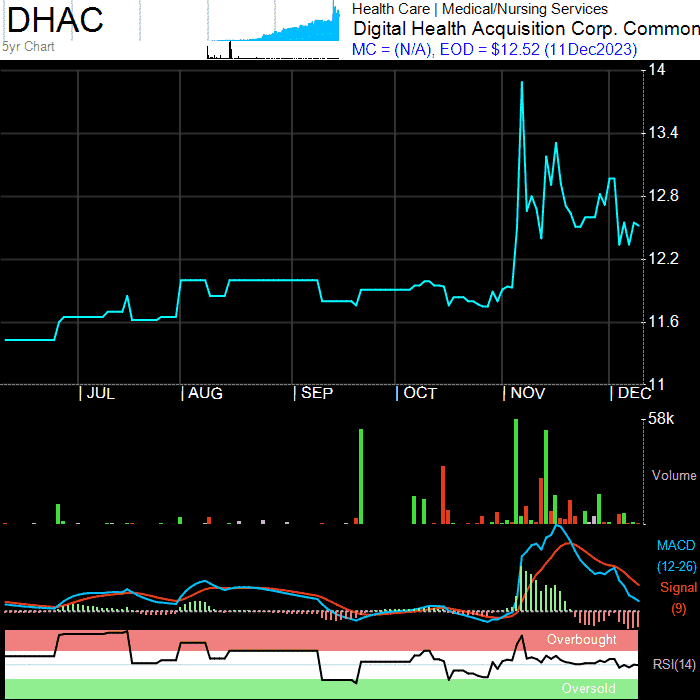 DHAC
5yr Chart
Health Care | Medical/Nursing Services
Digital Health Acquisition Corp. Common
MC = (N/A), EOD = $12.52 (11Dec2023)
14
13.4
12.8
12.2
11.6
11
JUL AUG SEP OCT NOV DEC
58k
Volume
MACD
(12-26)
Signal
(9)
Overbought
RSI(14)
Oversold